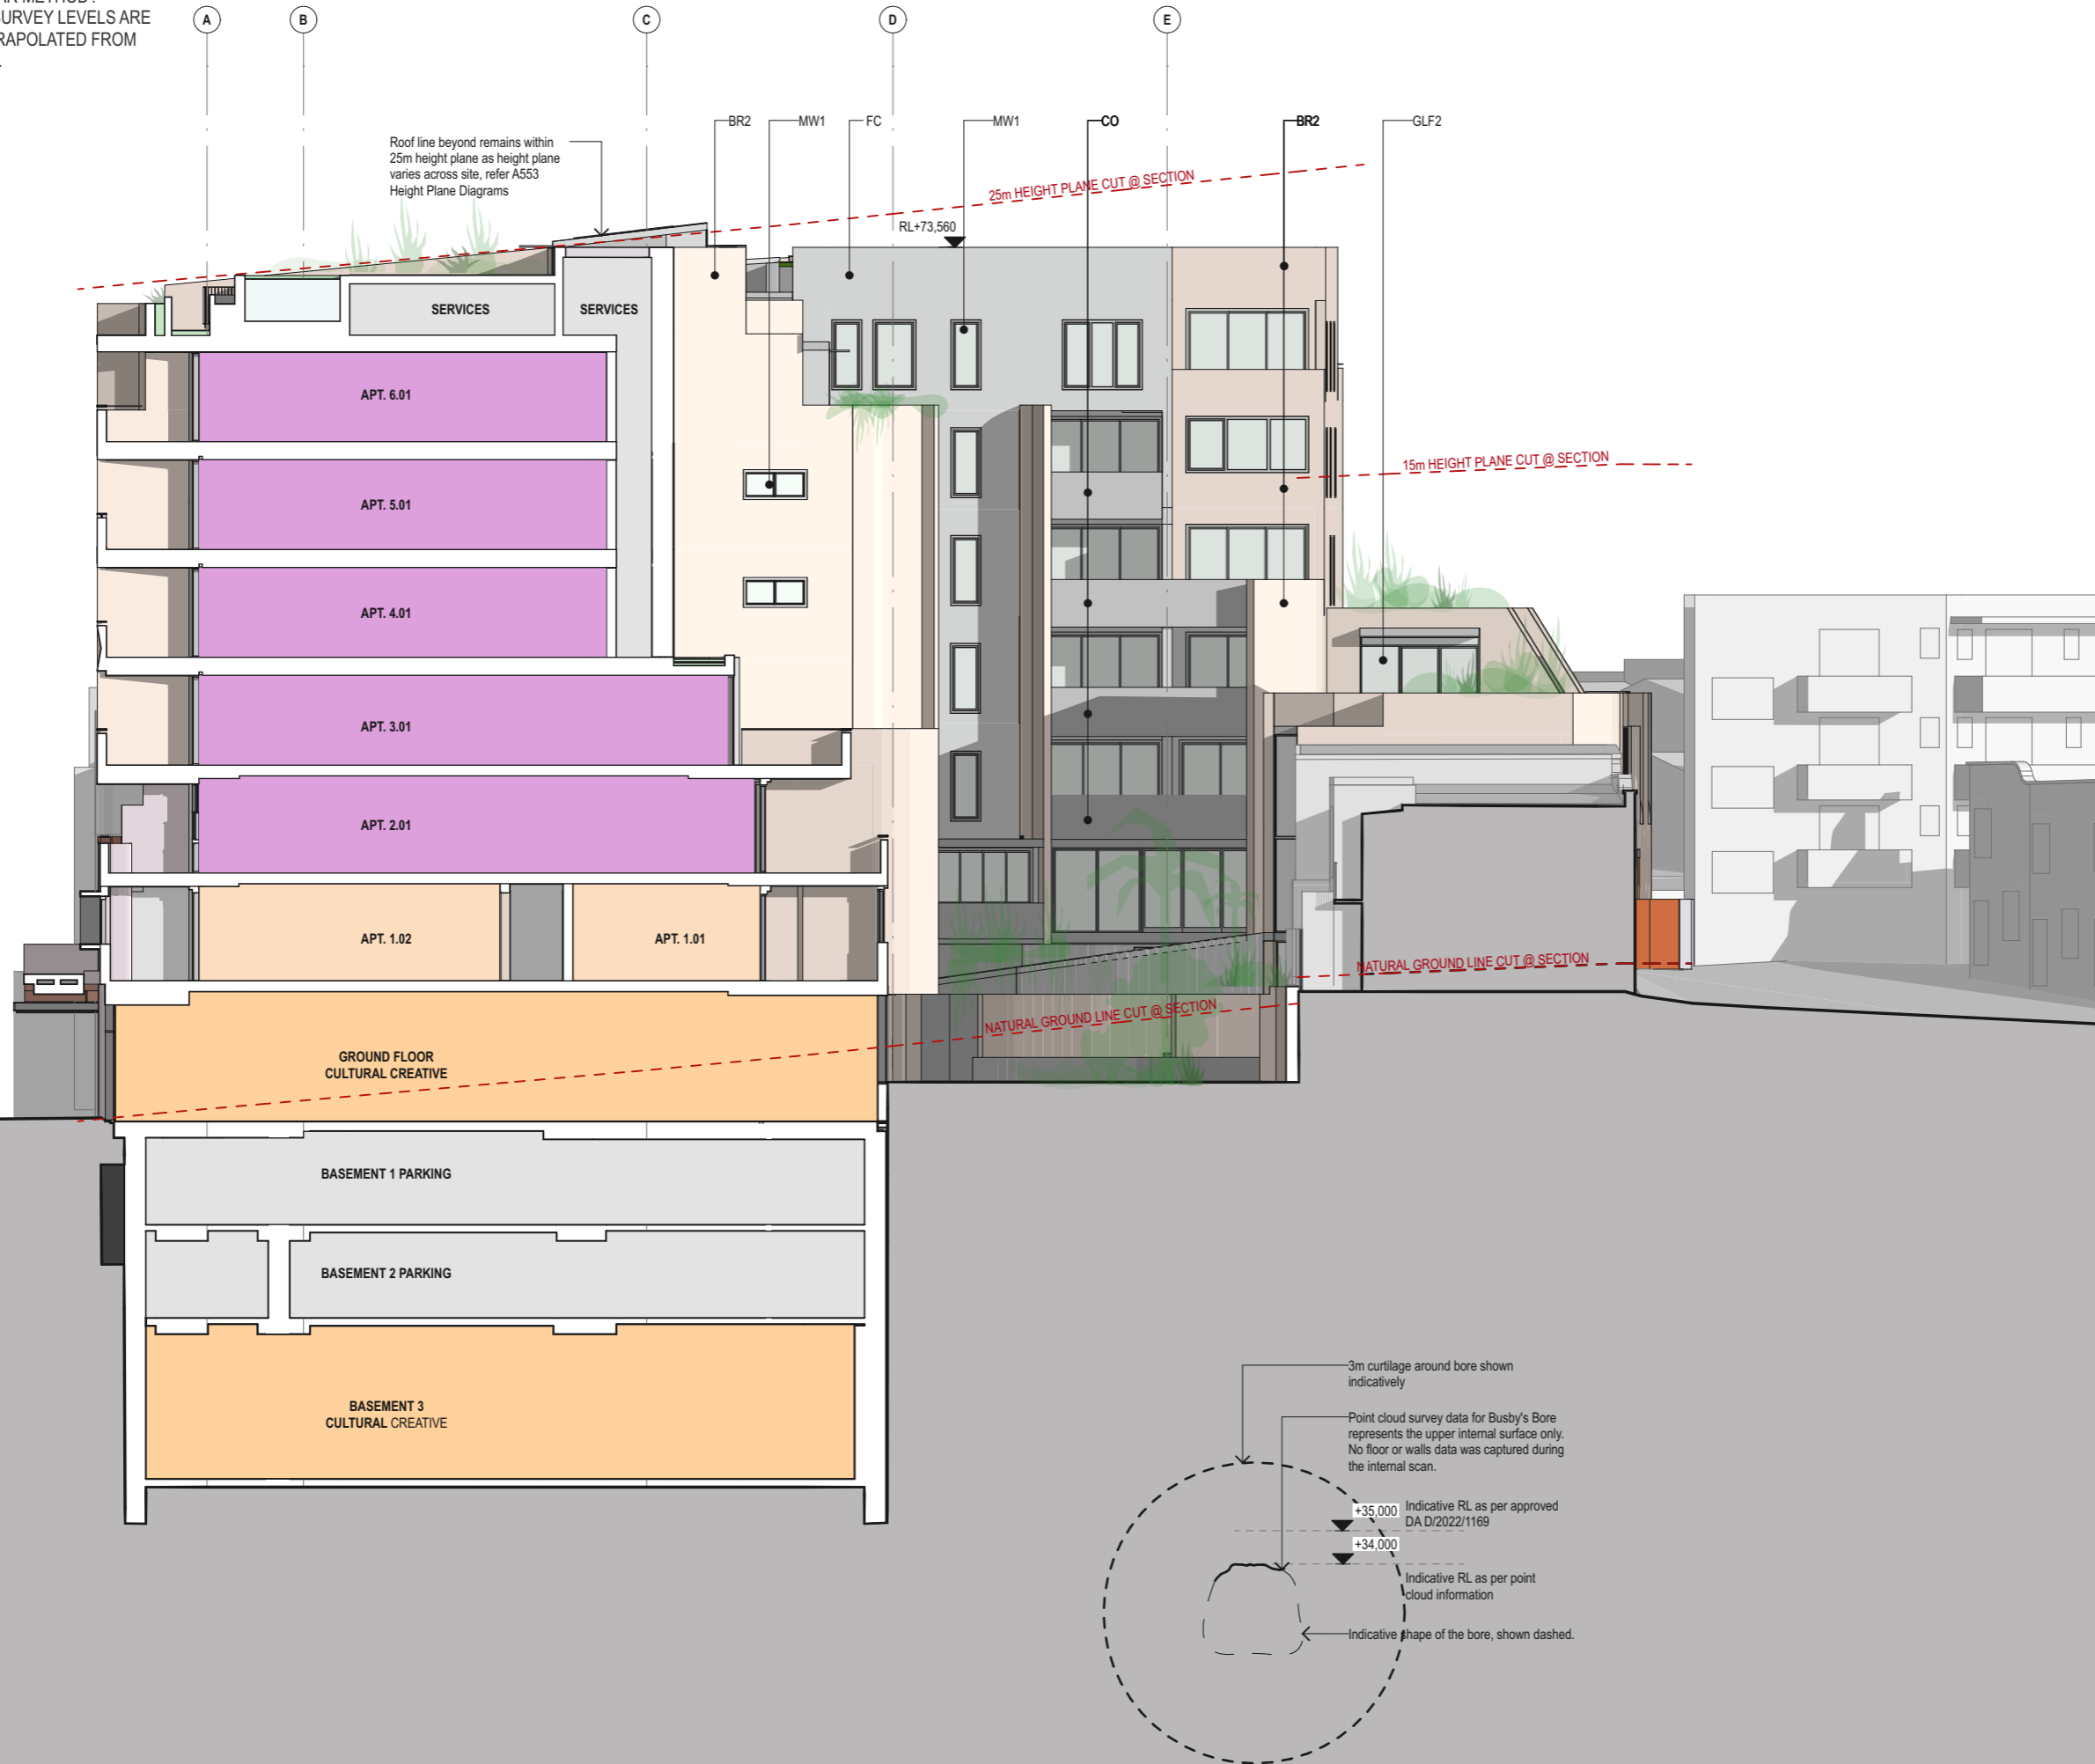 SURVEY LEVELS ARE
FROM
A
B
C
D
E
BR2
MW1
FC
MW1
CO
BR2
GLF2
Roof line beyond remains within
25m height plane as height plane
varies across site, refer A553
Height Plane Diagrams
25m HEIGHT PLANE CUT @ SECTION
RL+73,560
SERVICES
SERVICES
APT. 6.01
15m HEIGHT PLANE CUT @ SECTION
APT. 5.01
APT. 4.01
APT. 3.01
APT. 2.01
APT. 1.02
APT. 1.01
NATURAL GROUND LINE CUT @ SECTION
NATURAL GROUND LINE CUT @ SECTION
GROUND FLOOR
CULTURAL CREATIVE
BASEMENT 1 PARKING
BASEMENT 2 PARKING
BASEMENT 3
CULTURAL CREATIVE
3m curtilage around bore shown
indicatively
Point cloud survey data for Busby's Bore
represents the upper internal surface only.
No floor or walls data was captured during
the internal scan.
+35,000
Indicative RL as per approved
DA D/2022/1169
+34,000
Indicative RL as per point
cloud information
Indicative shape of the bore, shown dashed.